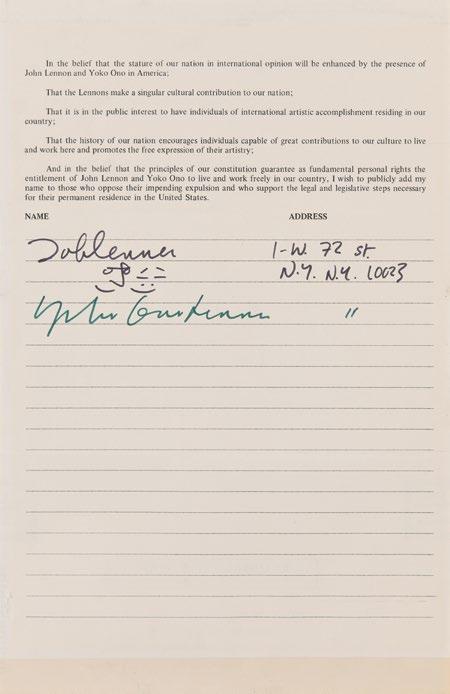 In the belief that the stature of our nation in international opinion will be enhanced by the presence of
John Lennon and Yoko Ono in America;
That the Lennons make a singular cultural contribution to our nation;
That it is in the public interest to have individuals of international artistic accomplishment residing in our
country;
That the history of our nation encourages individuals capable of great contributions to our culture to live
and work here and promotes the free expression of their artistry;
And in the belief that the principles of our constitution guarantee as fundamental personal rights the
entitlement of John Lennon and Yoko Ono to live and work freely in our country, I wish to publicly add my
name to those who oppose their impending expulsion and who support the legal and legislative steps necessary
for their permanent residence in the United States.
NAME ADDRESS
John Lennon 1-W. 72 st.
N.Y. N.Y. 10023
Yoko Ono Lennon "